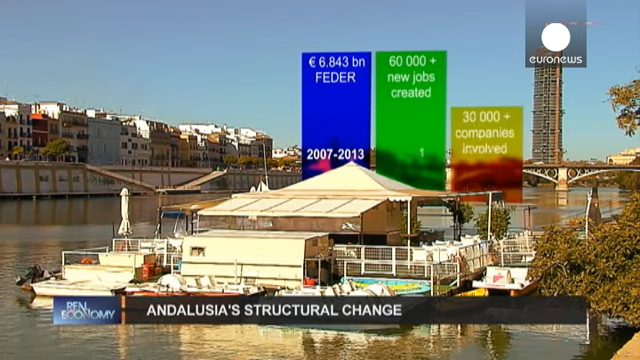 € 6.843 bn
FEDER
2007-2013
60 000 +
new jobs
created
1
30 000 +
companies
involved
euronews
ANDALUSIA'S STRUCTURAL CHANGE
ECONOMY